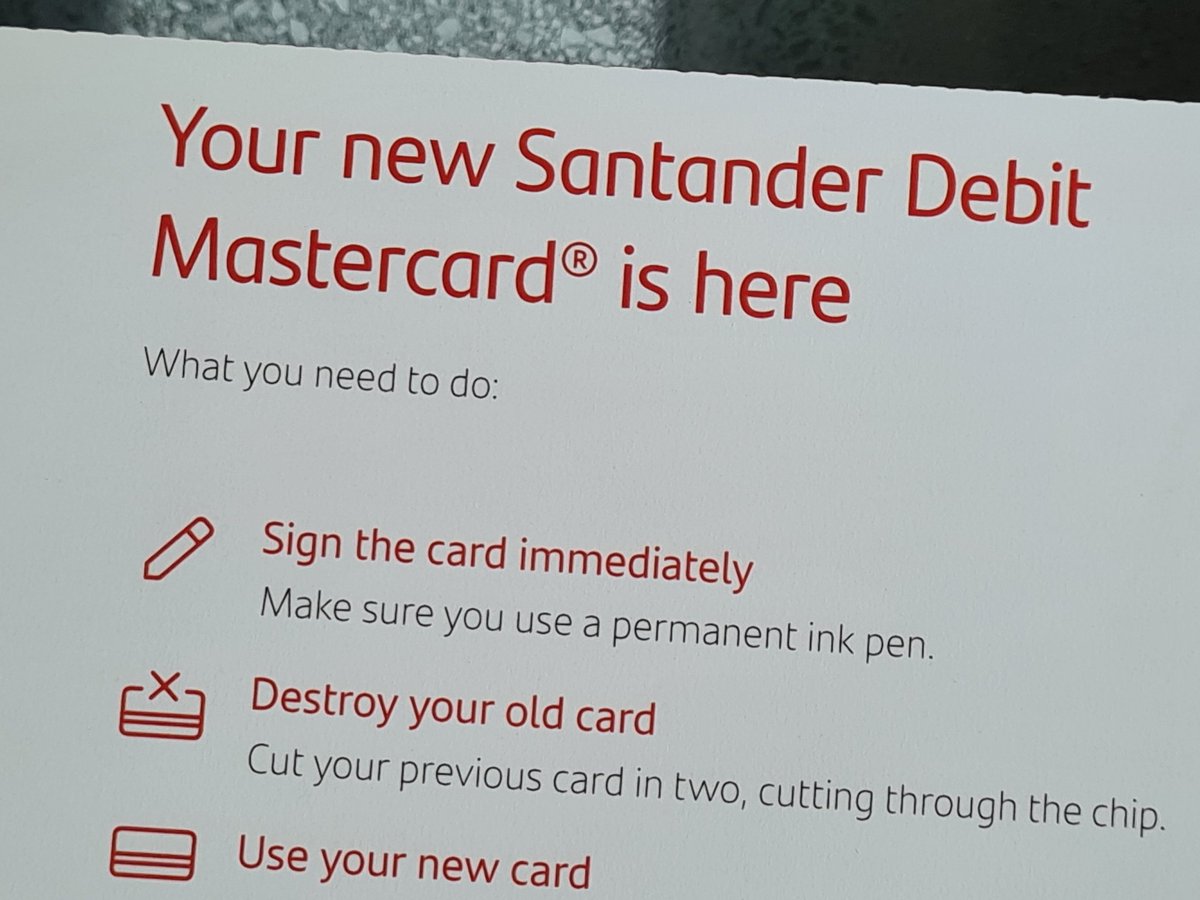 Your new Santander Debit
Mastercard® is here
What you need to do:
Sign the card immediately
Make sure you use a permanent ink pen.
Destroy your old card
Cut your previous card in two, cutting through the chip.
Use your new card